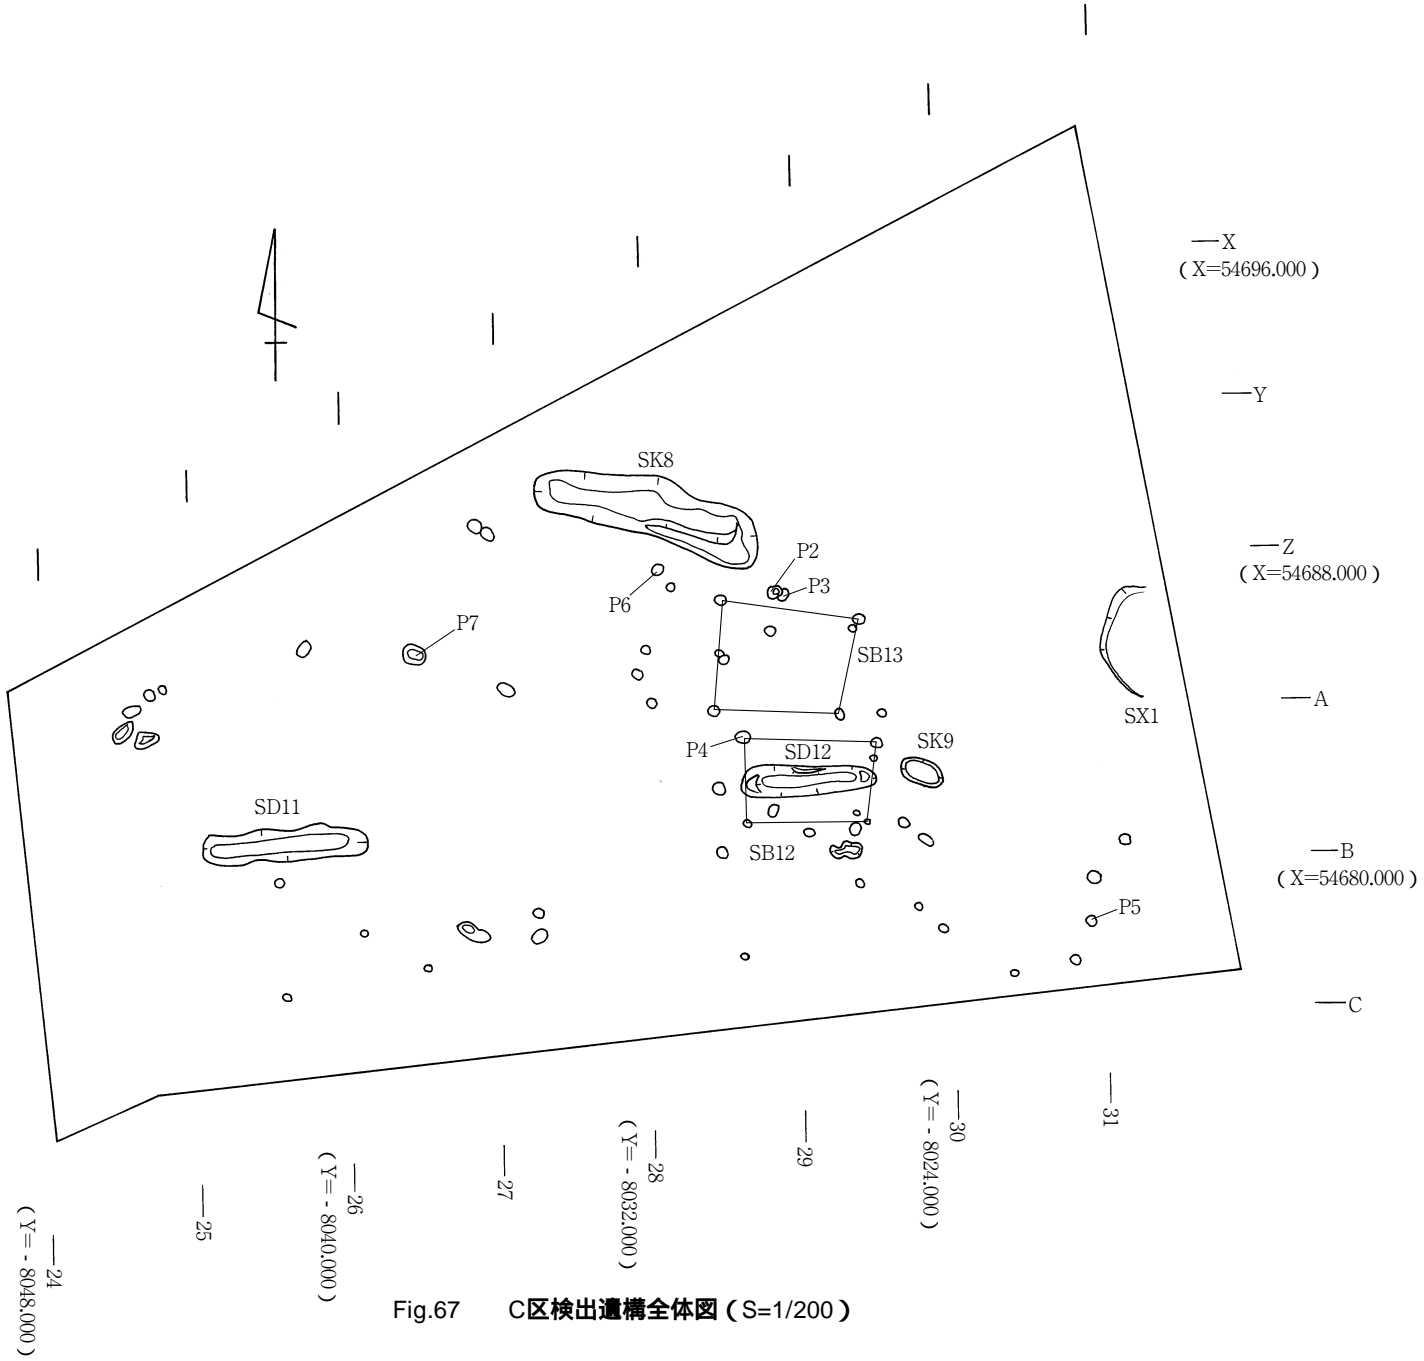 X
（X=54696.000）
Y
SK8
Z
（X=54688.000）
P2
P3
P6
P7
SB13
A
SX1
P4
SD12
SK9
SD11
SB12
B
（X=54680.000）
P5
C
31
30
（Y= - 8024.000）
29
28
（Y= - 8032.000）
27
26
（Y= - 8040.000）
25
24
（Y= - 8048.000）
Fig.67 C区検出遺構全体図（S=1/200）